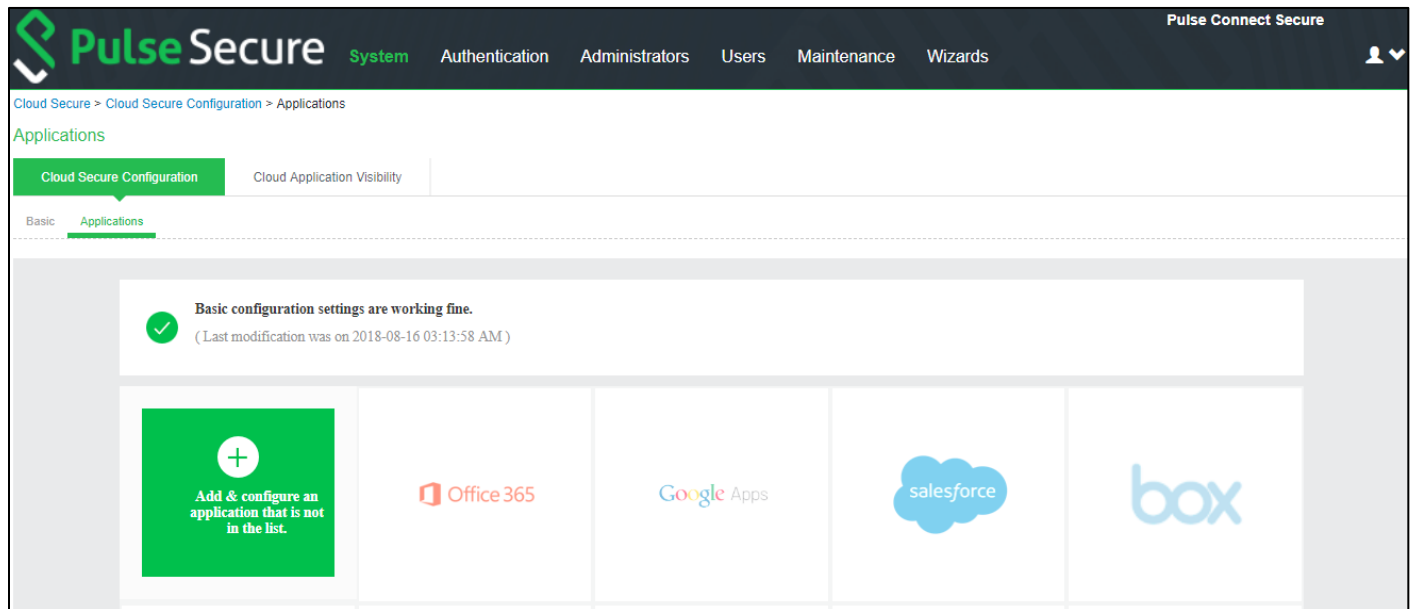 Pulse Connect Secure
Pulse Secure System Authentication Administrators Users Maintenance Wizards
Cloud Secure > Cloud Secure Configuration > Applications
Applications
Cloud Secure Configuration Cloud Application Visibility
Basic Applications
Basic configuration settings are working fine.
( Last modification was on 2018-08-16 03:13:58 AM )
Add & configure an
application that is not
in the list.
Office 365
Google Apps
salesforce
box